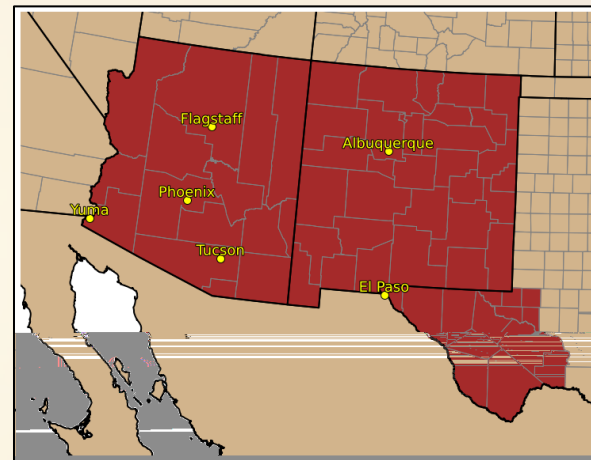 Flagstaff
Albuquerque
Phoenix
Yuma
Tucson
El Paso